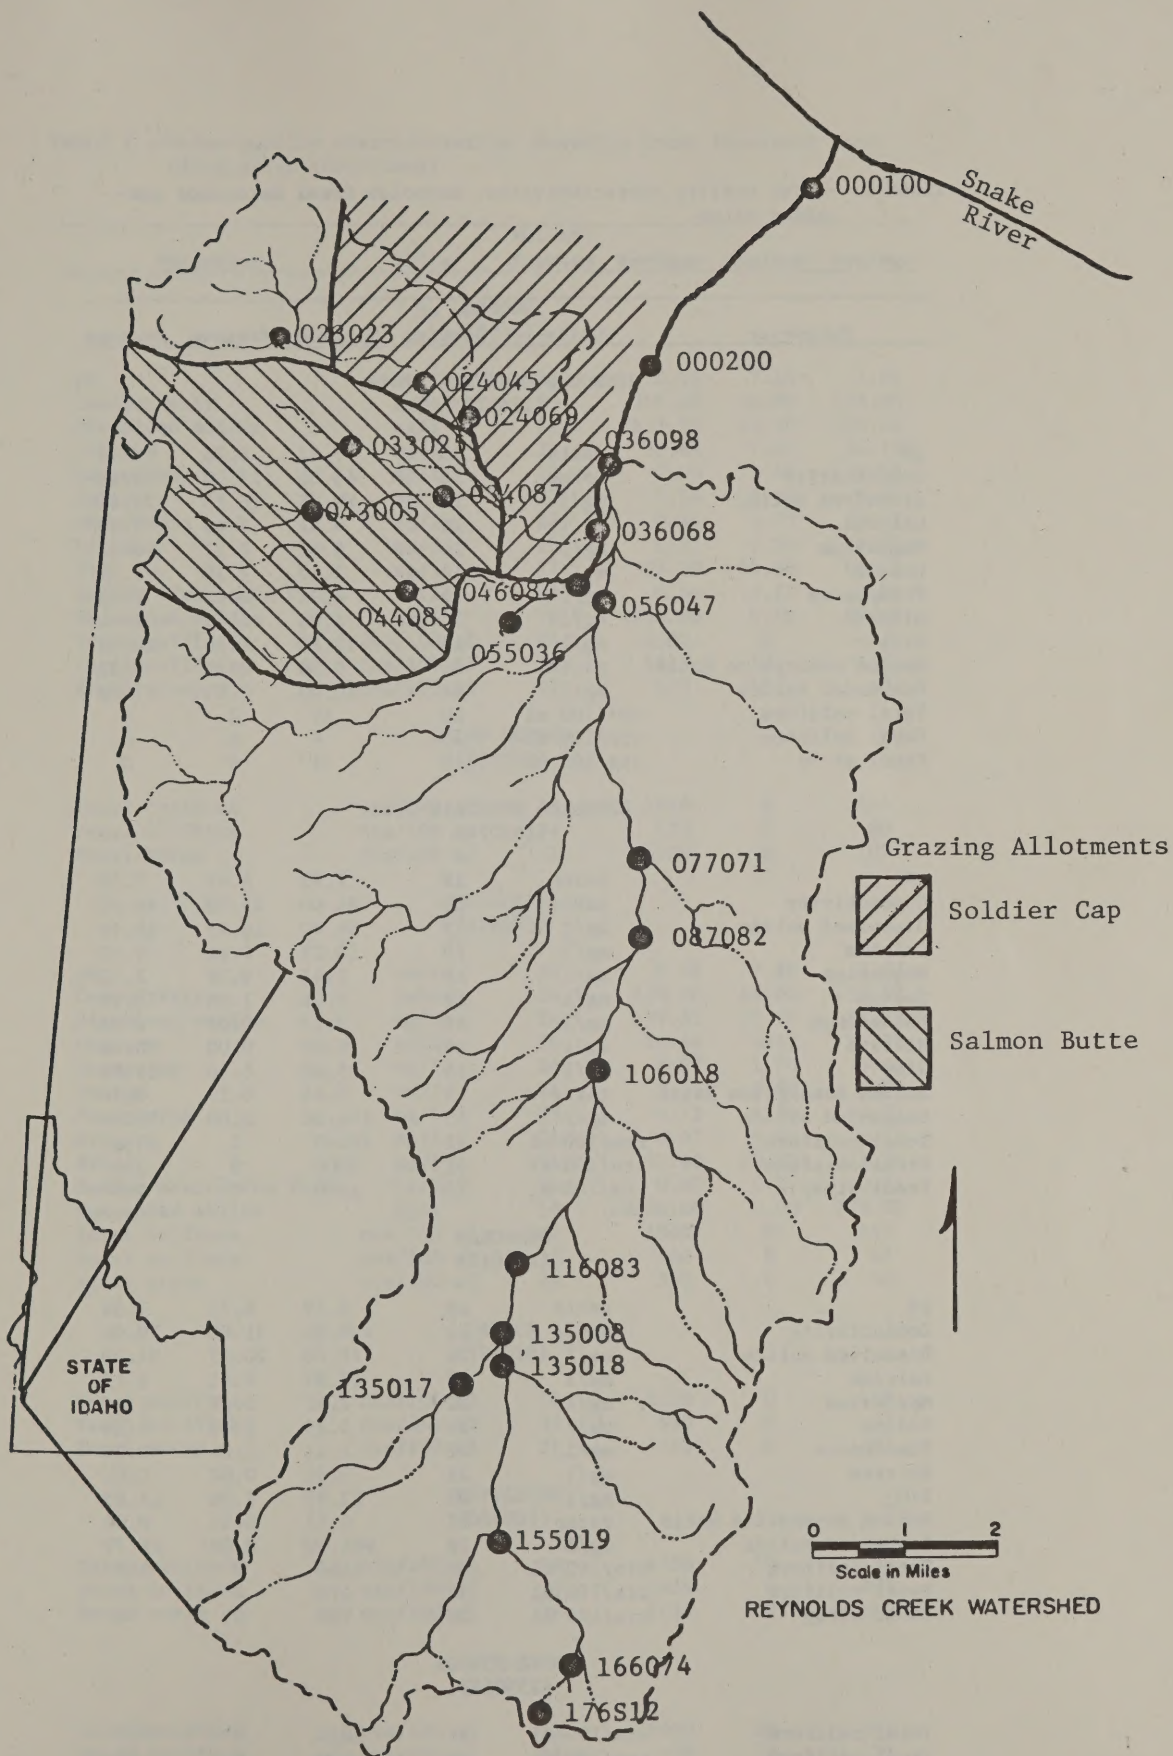 000100
Snake
River
000200
023023
024045
024069
036098
033025
034087
043005
036068
046084
056047
044085
055036
077071
Grazing Allotments
Soldier Cap
087082
Salmon Butte
106018
116083
135008
135018
135017
STATE
OF
IDAHO
155019
0 1 2
Scale in Miles
REYNOLDS CREEK WATERSHED
166074
176S12